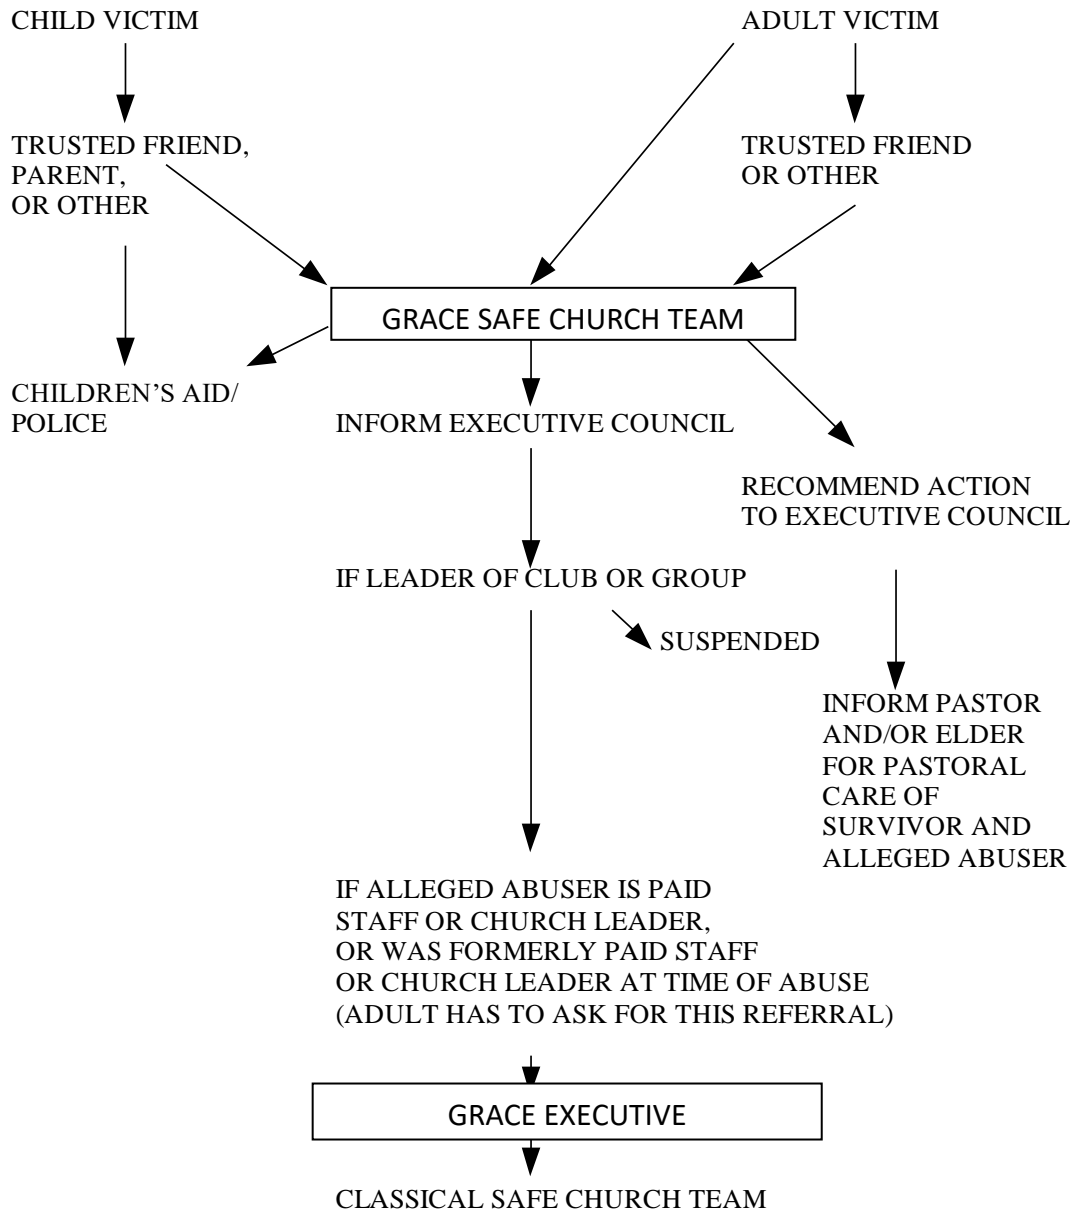 CHILD VICTIM
ADULT VICTIM
TRUSTED FRIEND,
PARENT,
OR OTHER
TRUSTED FRIEND
OR OTHER
GRACE SAFE CHURCH TEAM
CHILDREN’S AID/
POLICE
INFORM EXECUTIVE COUNCIL
RECOMMEND ACTION
TO EXECUTIVE COUNCIL
IF LEADER OF CLUB OR GROUP
SUSPENDED
INFORM PASTOR
AND/OR ELDER
FOR PASTORAL
CARE OF
SURVIVOR AND
ALLEGED ABUSER
IF ALLEGED ABUSER IS PAID
STAFF OR CHURCH LEADER,
OR WAS FORMERLY PAID STAFF
OR CHURCH LEADER AT TIME OF ABUSE
(ADULT HAS TO ASK FOR THIS REFERRAL)
GRACE EXECUTIVE
CLASSICAL SAFE CHURCH TEAM